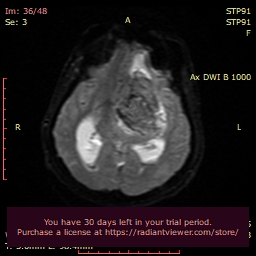 Im: 36/48
STP91
Se: 3
STP91
F
A
Ax DWI B 1000
R
L
You have 30 days left in your trial period.
Purchase a license at https://radiantviewer.com/store/